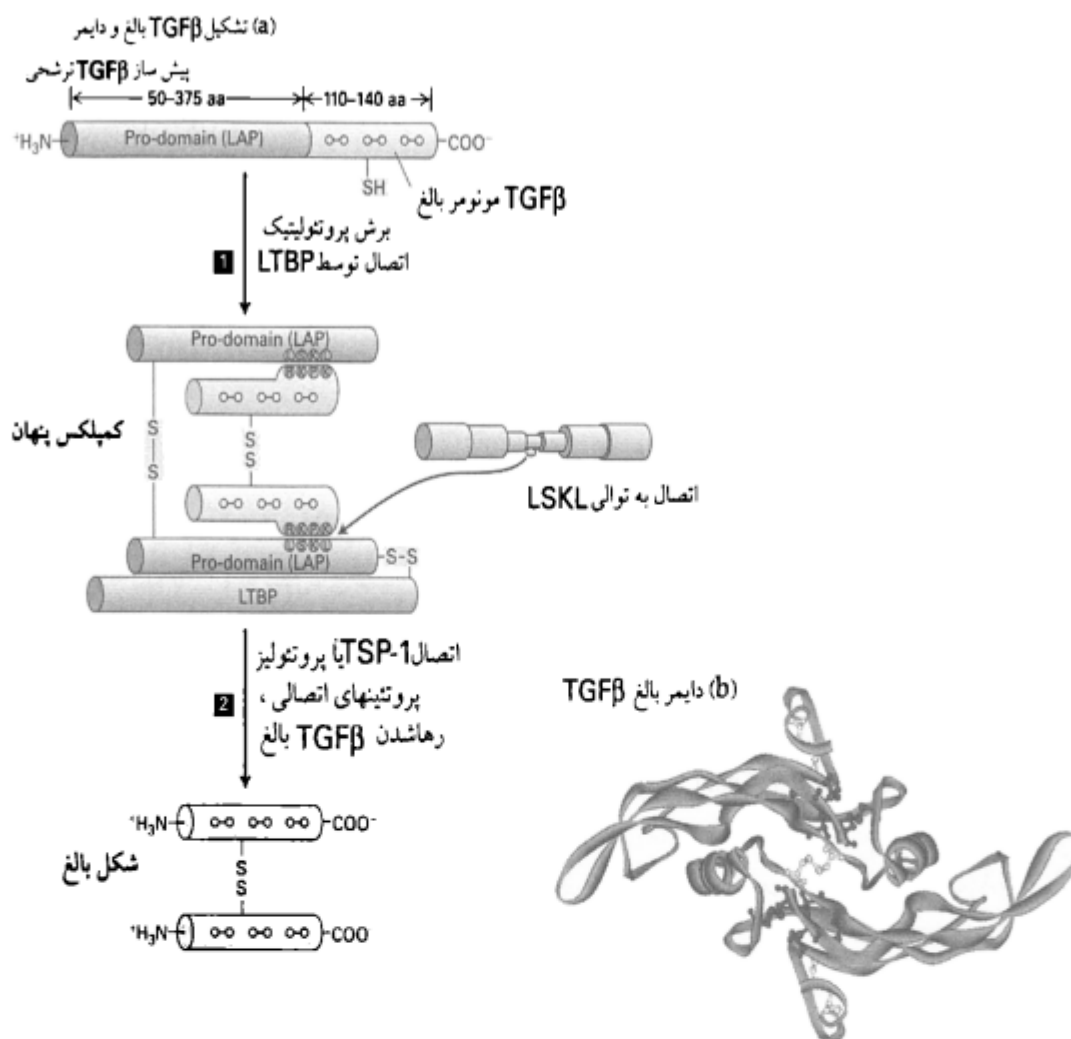 (a) تشکیل TGFβ بالغ و دایمر
پیش ساز TGFβ ترشحی
50–375 aa
110–140 aa
⁺H₃N
Pro-domain (LAP)
COO⁻
SH
TGFβ مونومر بالغ
برش پروتئولیتیک
1
اتصال توسط LTBP
Pro-domain (LAP)
S
S
S
S
کمپلکس پنهان
اتصال به توالی LSKL
Pro-domain (LAP)
S-S
LTBP
اتصال TSP-1 یا پروتئولیز
پروتئینهای اتصالی ،
2
رهاشدن TGFβ بالغ
(b) دایمر بالغ TGFβ
⁺H₃N
COO⁻
شکل بالغ
S
S
⁺H₃N
COO